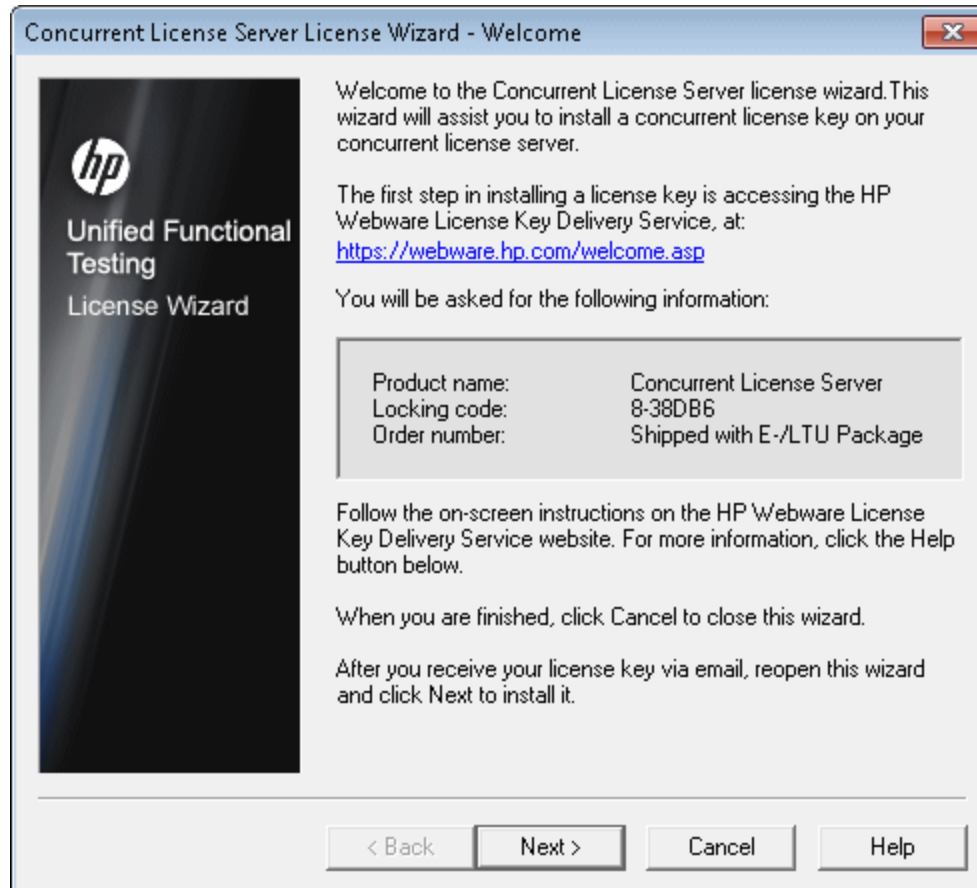 Concurrent License Server License Wizard - Welcome
hp
Unified Functional
Testing
License Wizard
Welcome to the Concurrent License Server license wizard.This
wizard will assist you to install a concurrent license key on your
concurrent license server.
The first step in installing a license key is accessing the HP
Webware License Key Delivery Service, at:
https://webware.hp.com/welcome.asp
You will be asked for the following information:
Product name: Concurrent License Server
Locking code: 8-38DB6
Order number: Shipped with E-/LTU Package
Follow the on-screen instructions on the HP Webware License
Key Delivery Service website. For more information, click the Help
button below.
When you are finished, click Cancel to close this wizard.
After you receive your license key via email, reopen this wizard
and click Next to install it.
< Back Next > Cancel Help